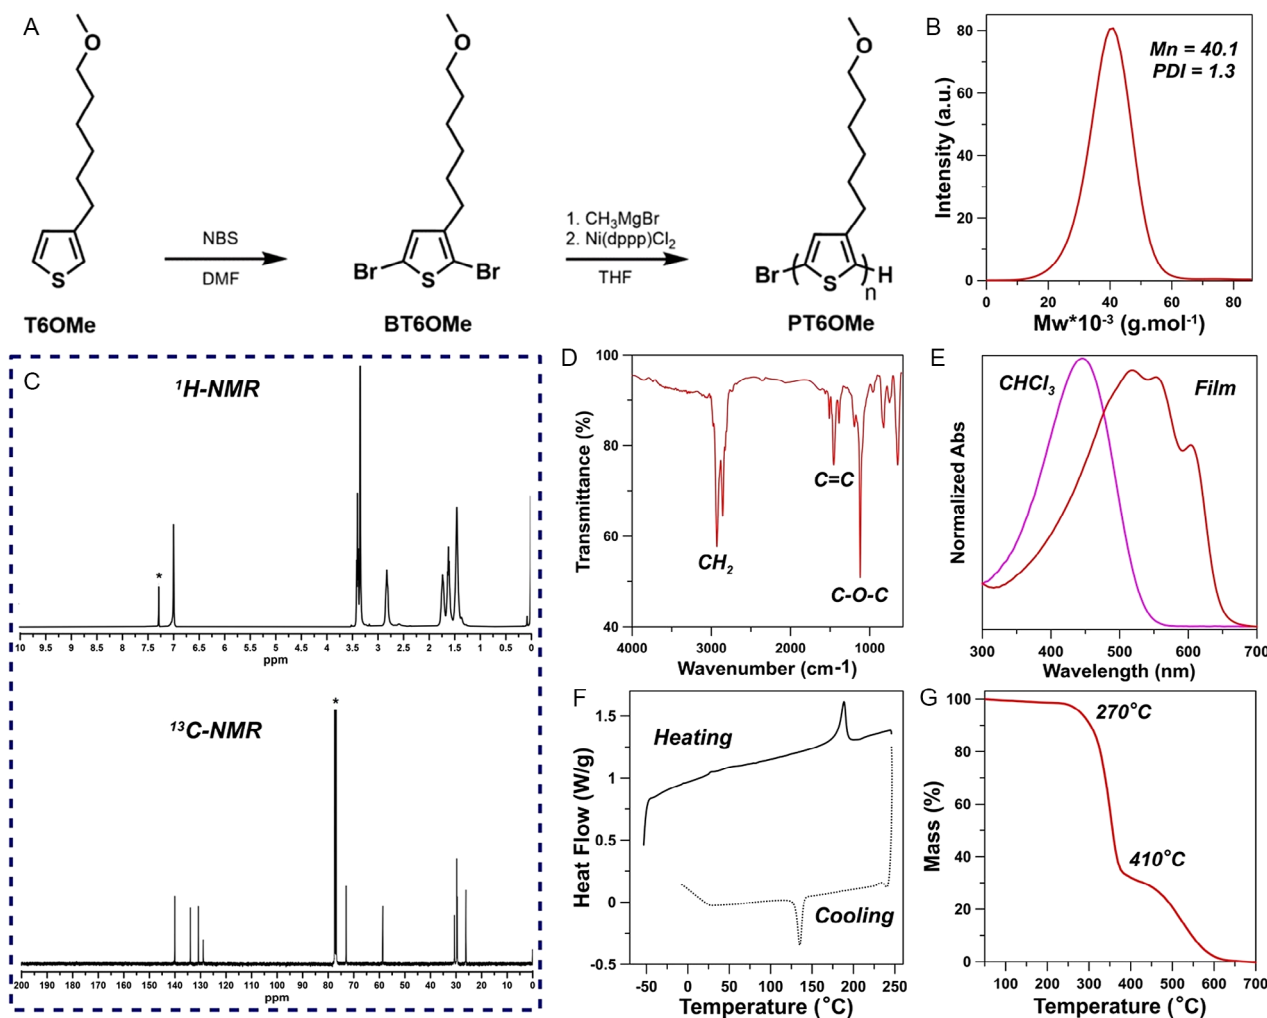 A
O
S
T6OMe
NBS
DMF
O
Br
S
Br
BT6OMe
1. CH₃MgBr
2. Ni(dppp)Cl₂
THF
O
Br
S
n
H
PT6OMe
B
Mn = 40.1
PDI = 1.3
Intensity (a.u.)
80
60
40
20
0
0 20 40 60 80
Mw*10⁻³ (g.mol⁻¹)
C
¹H-NMR
*
10 9.5 9 8.5 8 7.5 7 6.5 6 5.5 5 4.5 4 3.5 3 2.5 2 1.5 1 0.5 0
ppm
¹³C-NMR
*
200 190 180 170 160 150 140 130 120 110 100 90 80 70 60 50 40 30 20 10 0
ppm
D
Transmittance (%)
100
80
60
40
CH₂
C=C
C-O-C
4000 3000 2000 1000
Wavenumber (cm-¹)
E
CHCl₃
Film
Normalized Abs
300 400 500 600 700
Wavelength (nm)
F
Heating
Cooling
Heat Flow (W/g)
1.5
1
0.5
0
-0.5
-50 0 50 100 150 200 250
Temperature (°C)
G
270°C
410°C
Mass (%)
100
80
60
40
20
0
100 200 300 400 500 600 700
Temperature (°C)